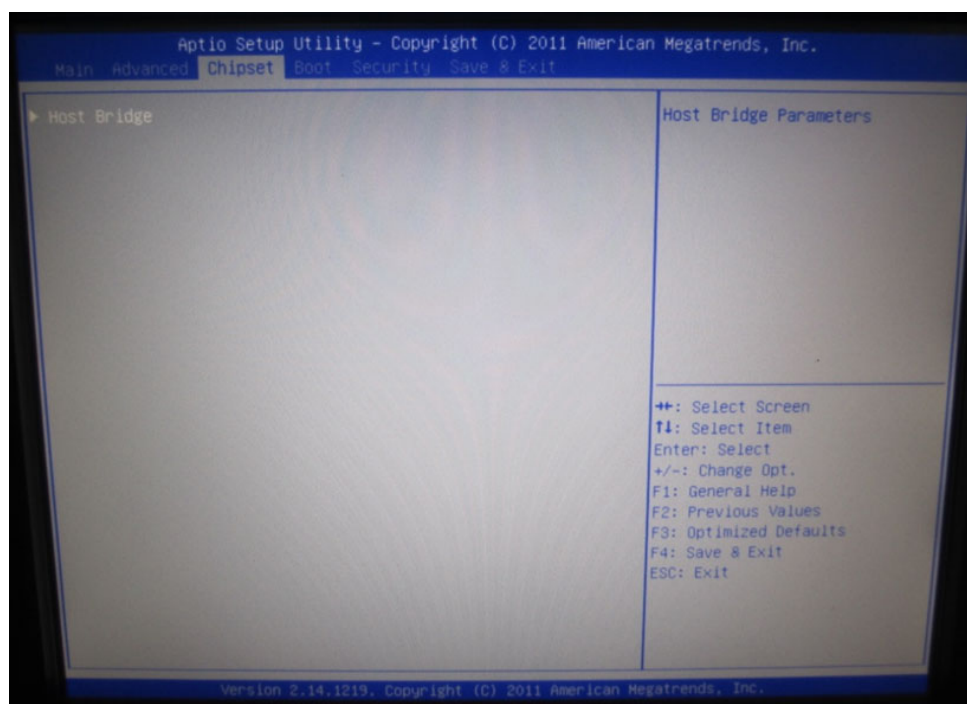 Aptio Setup Utility - Copyright (C) 2011 American Megatrends, Inc.
Main Advanced Chipset Boot Security Save & Exit
▶ Host Bridge
Host Bridge Parameters
→←: Select Screen
↑↓: Select Item
Enter: Select
+/-: Change Opt.
F1: General Help
F2: Previous Values
F3: Optimized Defaults
F4: Save & Exit
ESC: Exit
Version 2.14.1219. Copyright (C) 2011 American Megatrends, Inc.